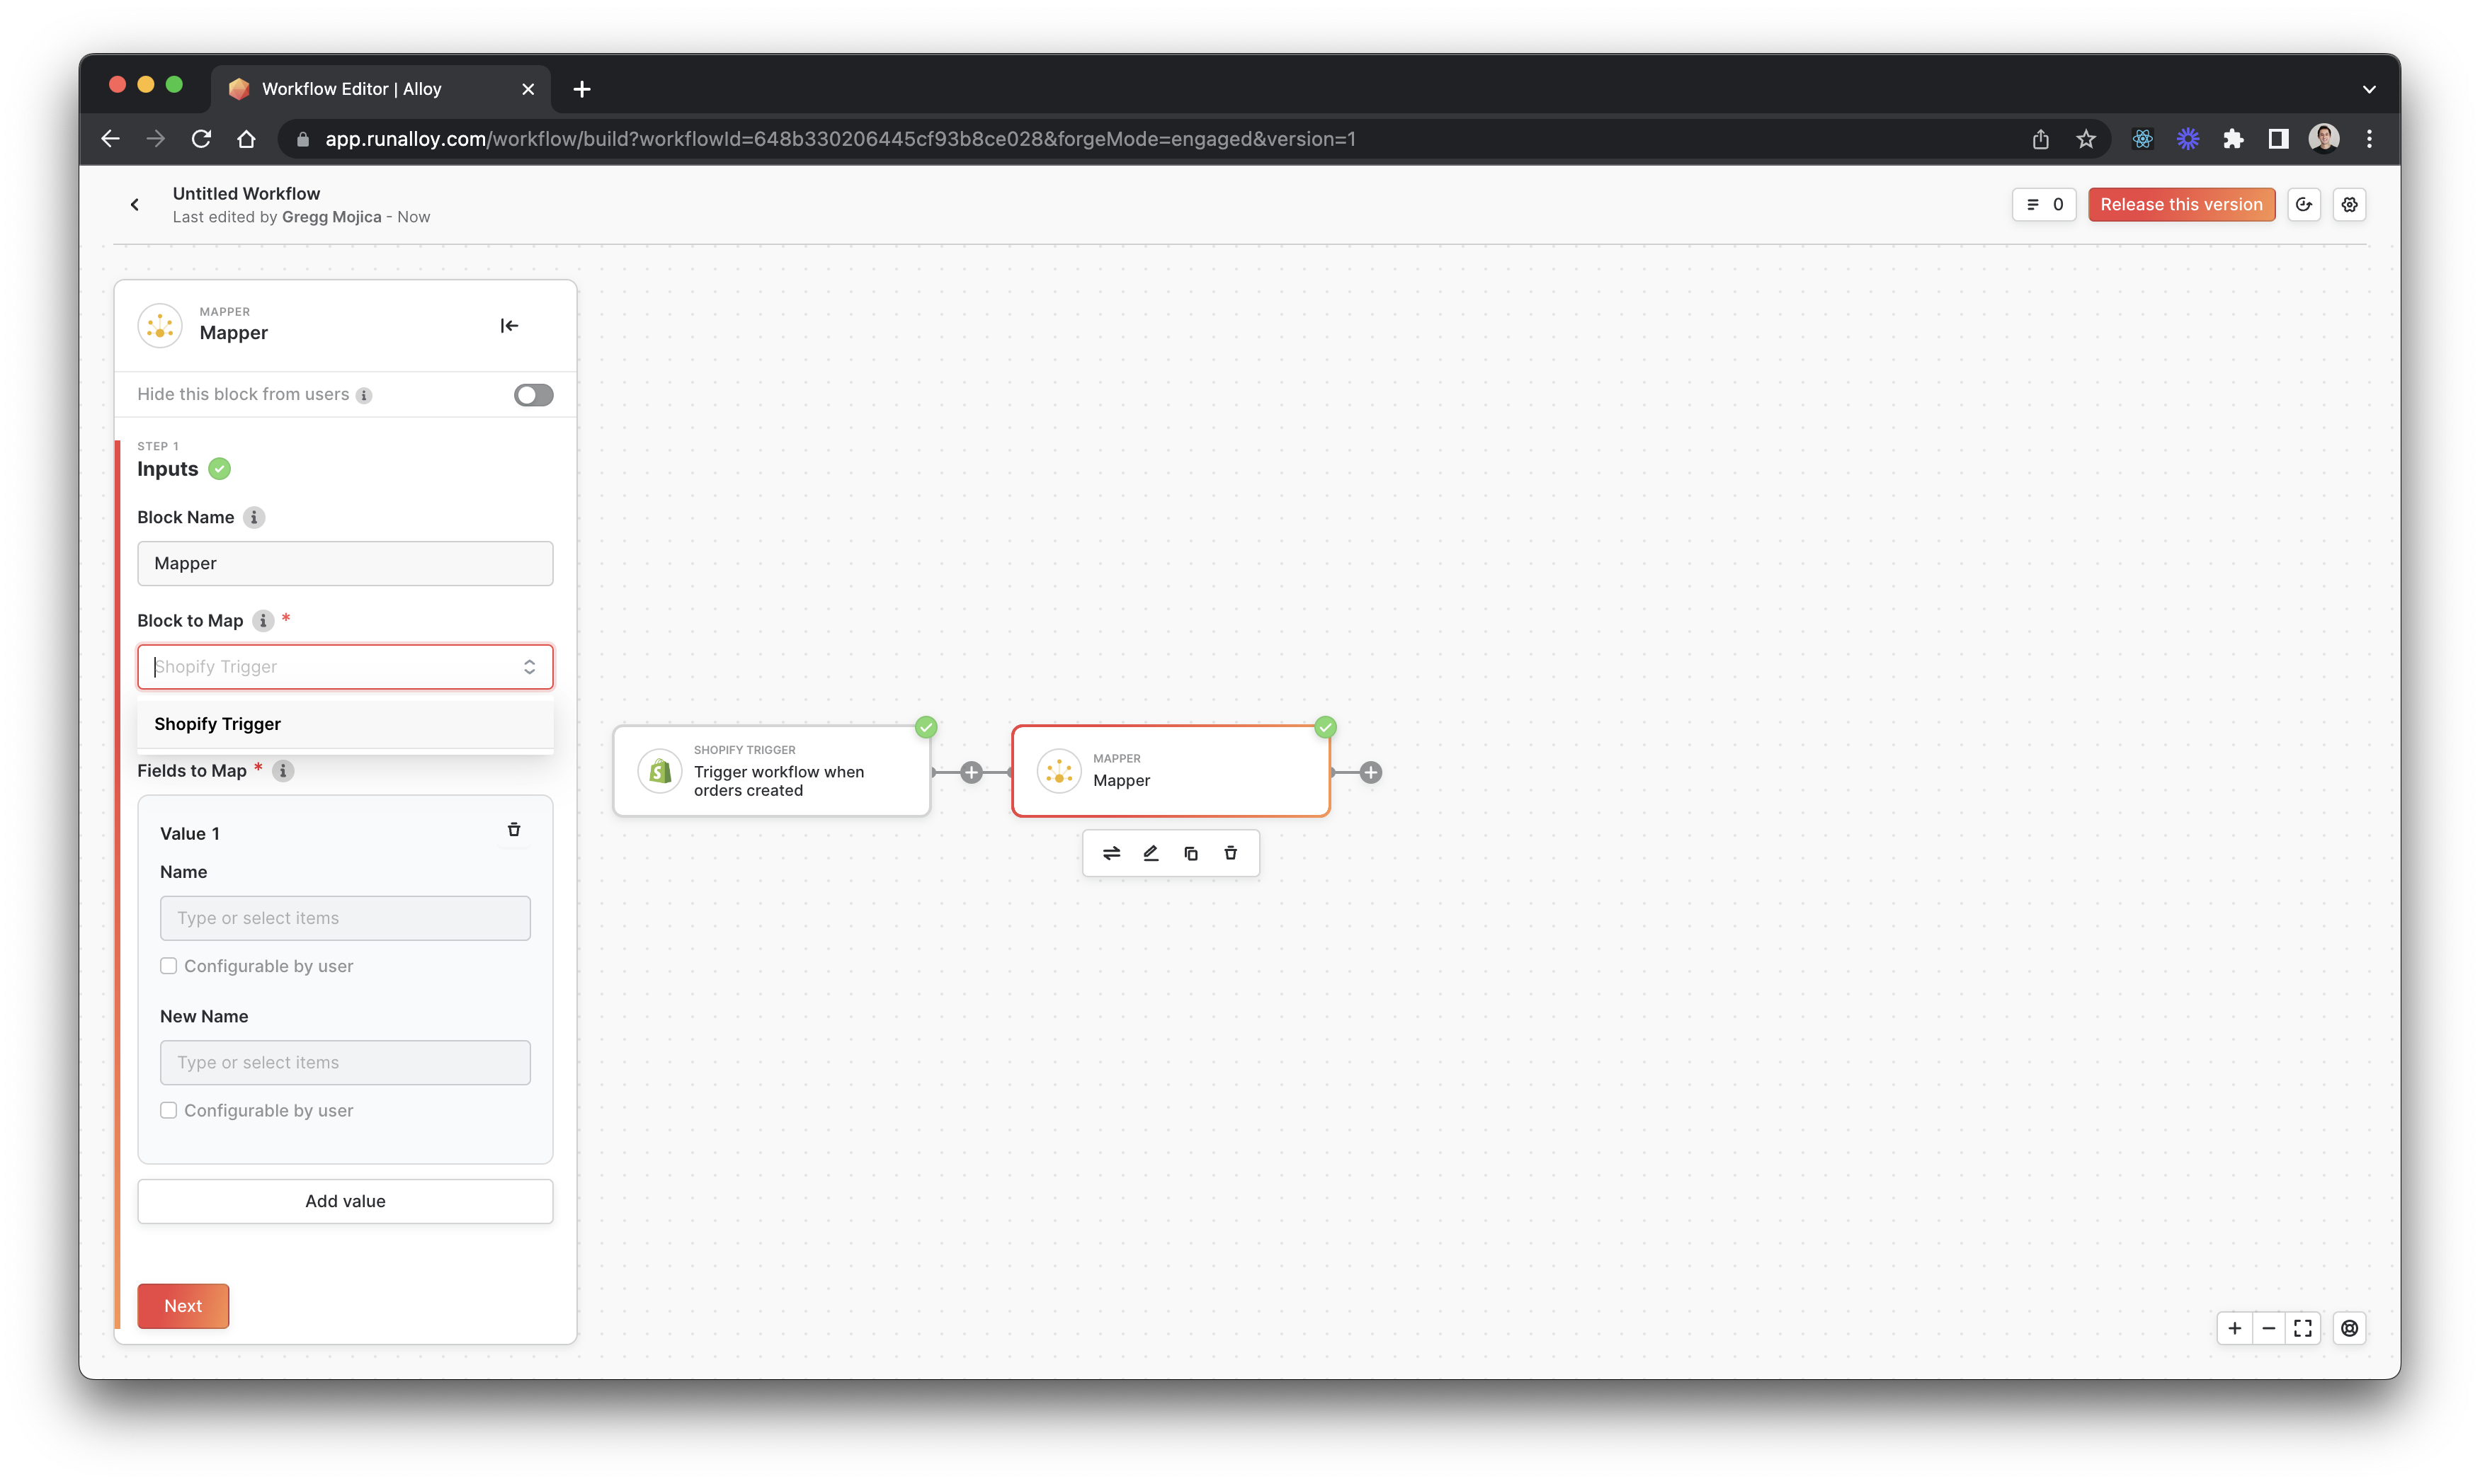 Workflow Editor | Alloy
app.runalloy.com/workflow/build?workflowId=648b330206445cf93b8ce028&forgeMode=engaged&version=1
Untitled Workflow
Last edited by Gregg Mojica - Now
0
Release this version
MAPPER
Mapper
Hide this block from users
STEP 1
Inputs
Block Name
Mapper
Block to Map *
Shopify Trigger
Shopify Trigger
Fields to Map *
Value 1
Name
Type or select items
Configurable by user
New Name
Type or select items
Configurable by user
Add value
Next
SHOPIFY TRIGGER
Trigger workflow when
orders created
MAPPER
Mapper